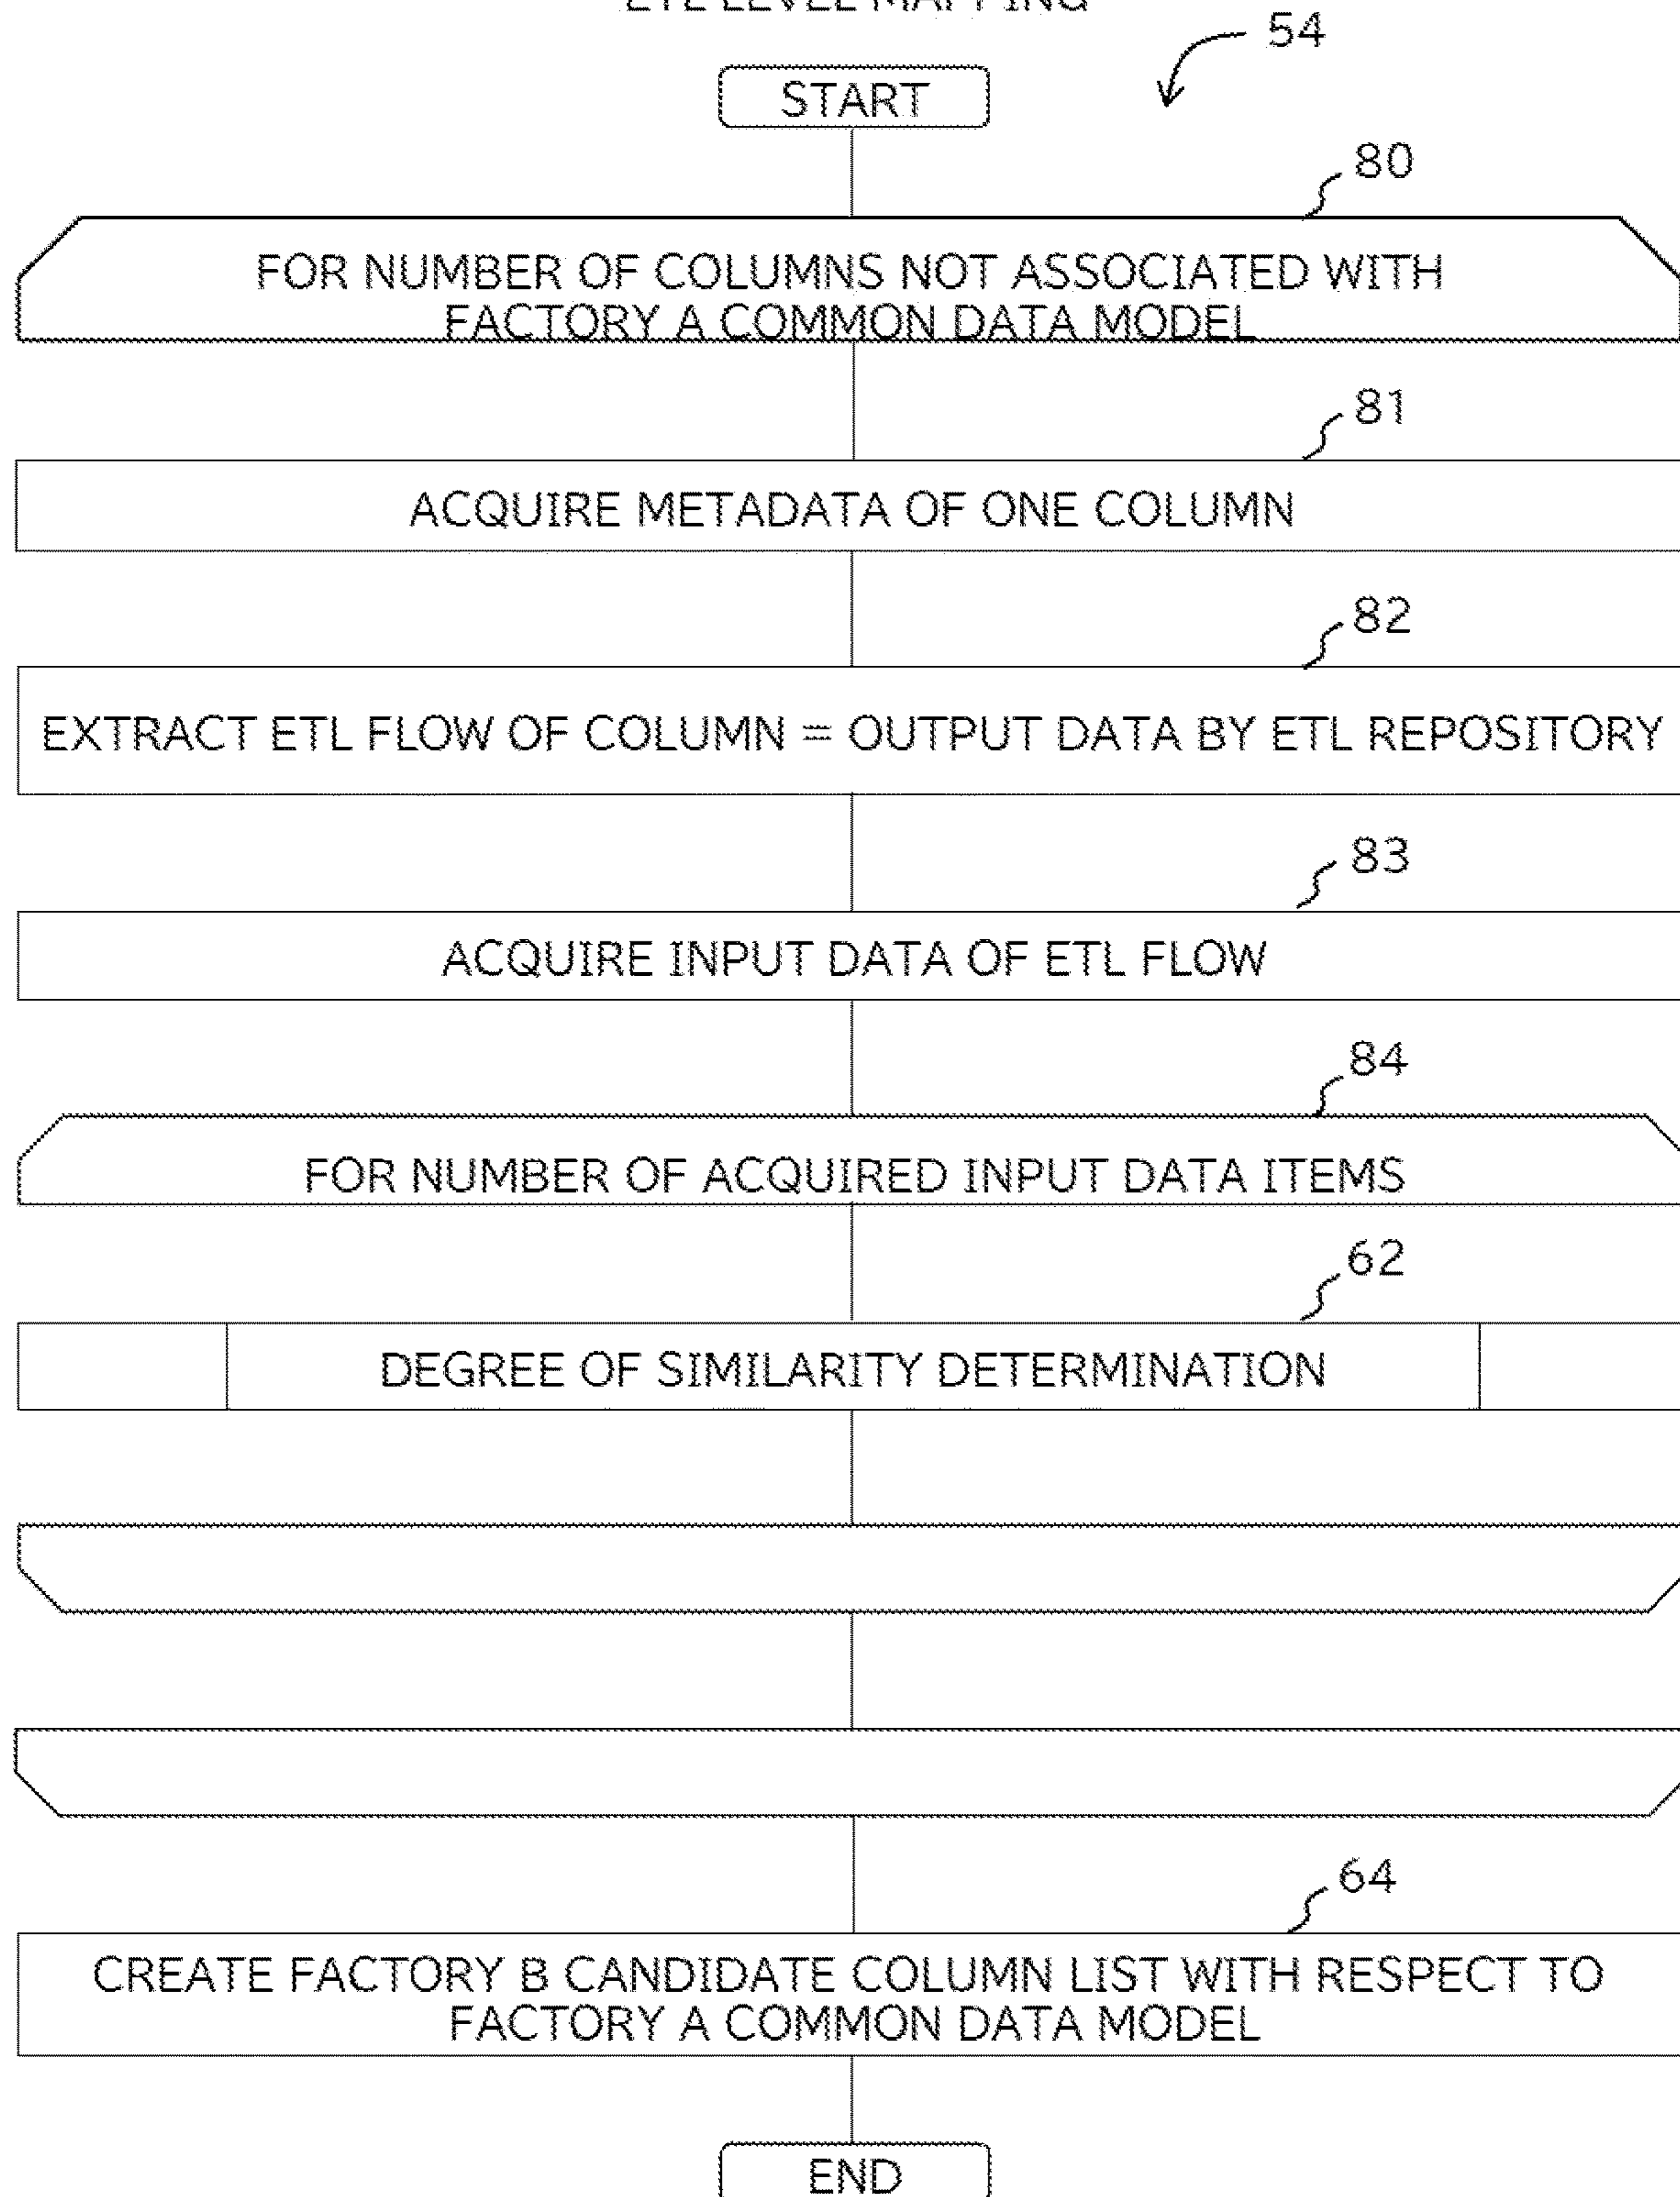 ETL LEVEL MAPPING
54
START
80
FOR NUMBER OF COLUMNS NOT ASSOCIATED WITH
FACTORY A COMMON DATA MODEL
81
ACQUIRE METADATA OF ONE COLUMN
82
EXTRACT ETL FLOW OF COLUMN = OUTPUT DATA BY ETL REPOSITORY
83
ACQUIRE INPUT DATA OF ETL FLOW
84
FOR NUMBER OF ACQUIRED INPUT DATA ITEMS
62
DEGREE OF SIMILARITY DETERMINATION
64
CREATE FACTORY B CANDIDATE COLUMN LIST WITH RESPECT TO
FACTORY A COMMON DATA MODEL
END